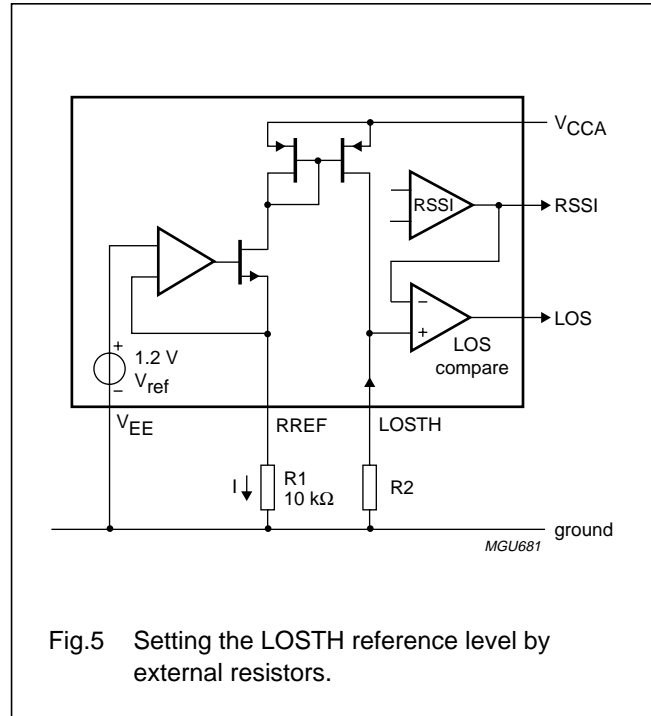 VCCA
RSSI
RSSI
LOS
LOS
compare
−
+
+
1.2 V
Vref
−
VEE
RREF
LOSTH
I
R1
10 kΩ
R2
ground
MGU681
Fig.5 Setting the LOSTH reference level by
external resistors.